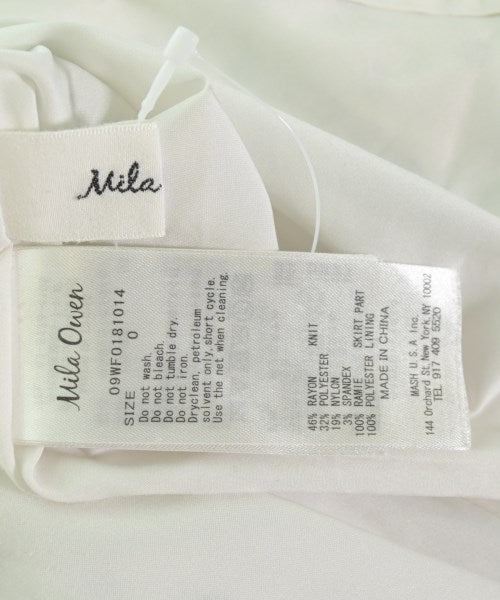 Mila
Mila Owen
09WF0181014
SIZE 0
Do not wash.
Do not bleach.
Do not tumble dry.
Do not iron.
Dryclean, petroleum
solvent only, short cycle.
Use the net when cleaning.
KNIT
46% RAYON
32% POLYESTER
19% NYLON
3% SPANDEX
SKIRT PART
100% RAMIE
100% POLYESTER LINING
MADE IN CHINA
MASH U.S.A Inc.
144 Orchard St, New York, NY 10002
TEL 917 409 5520